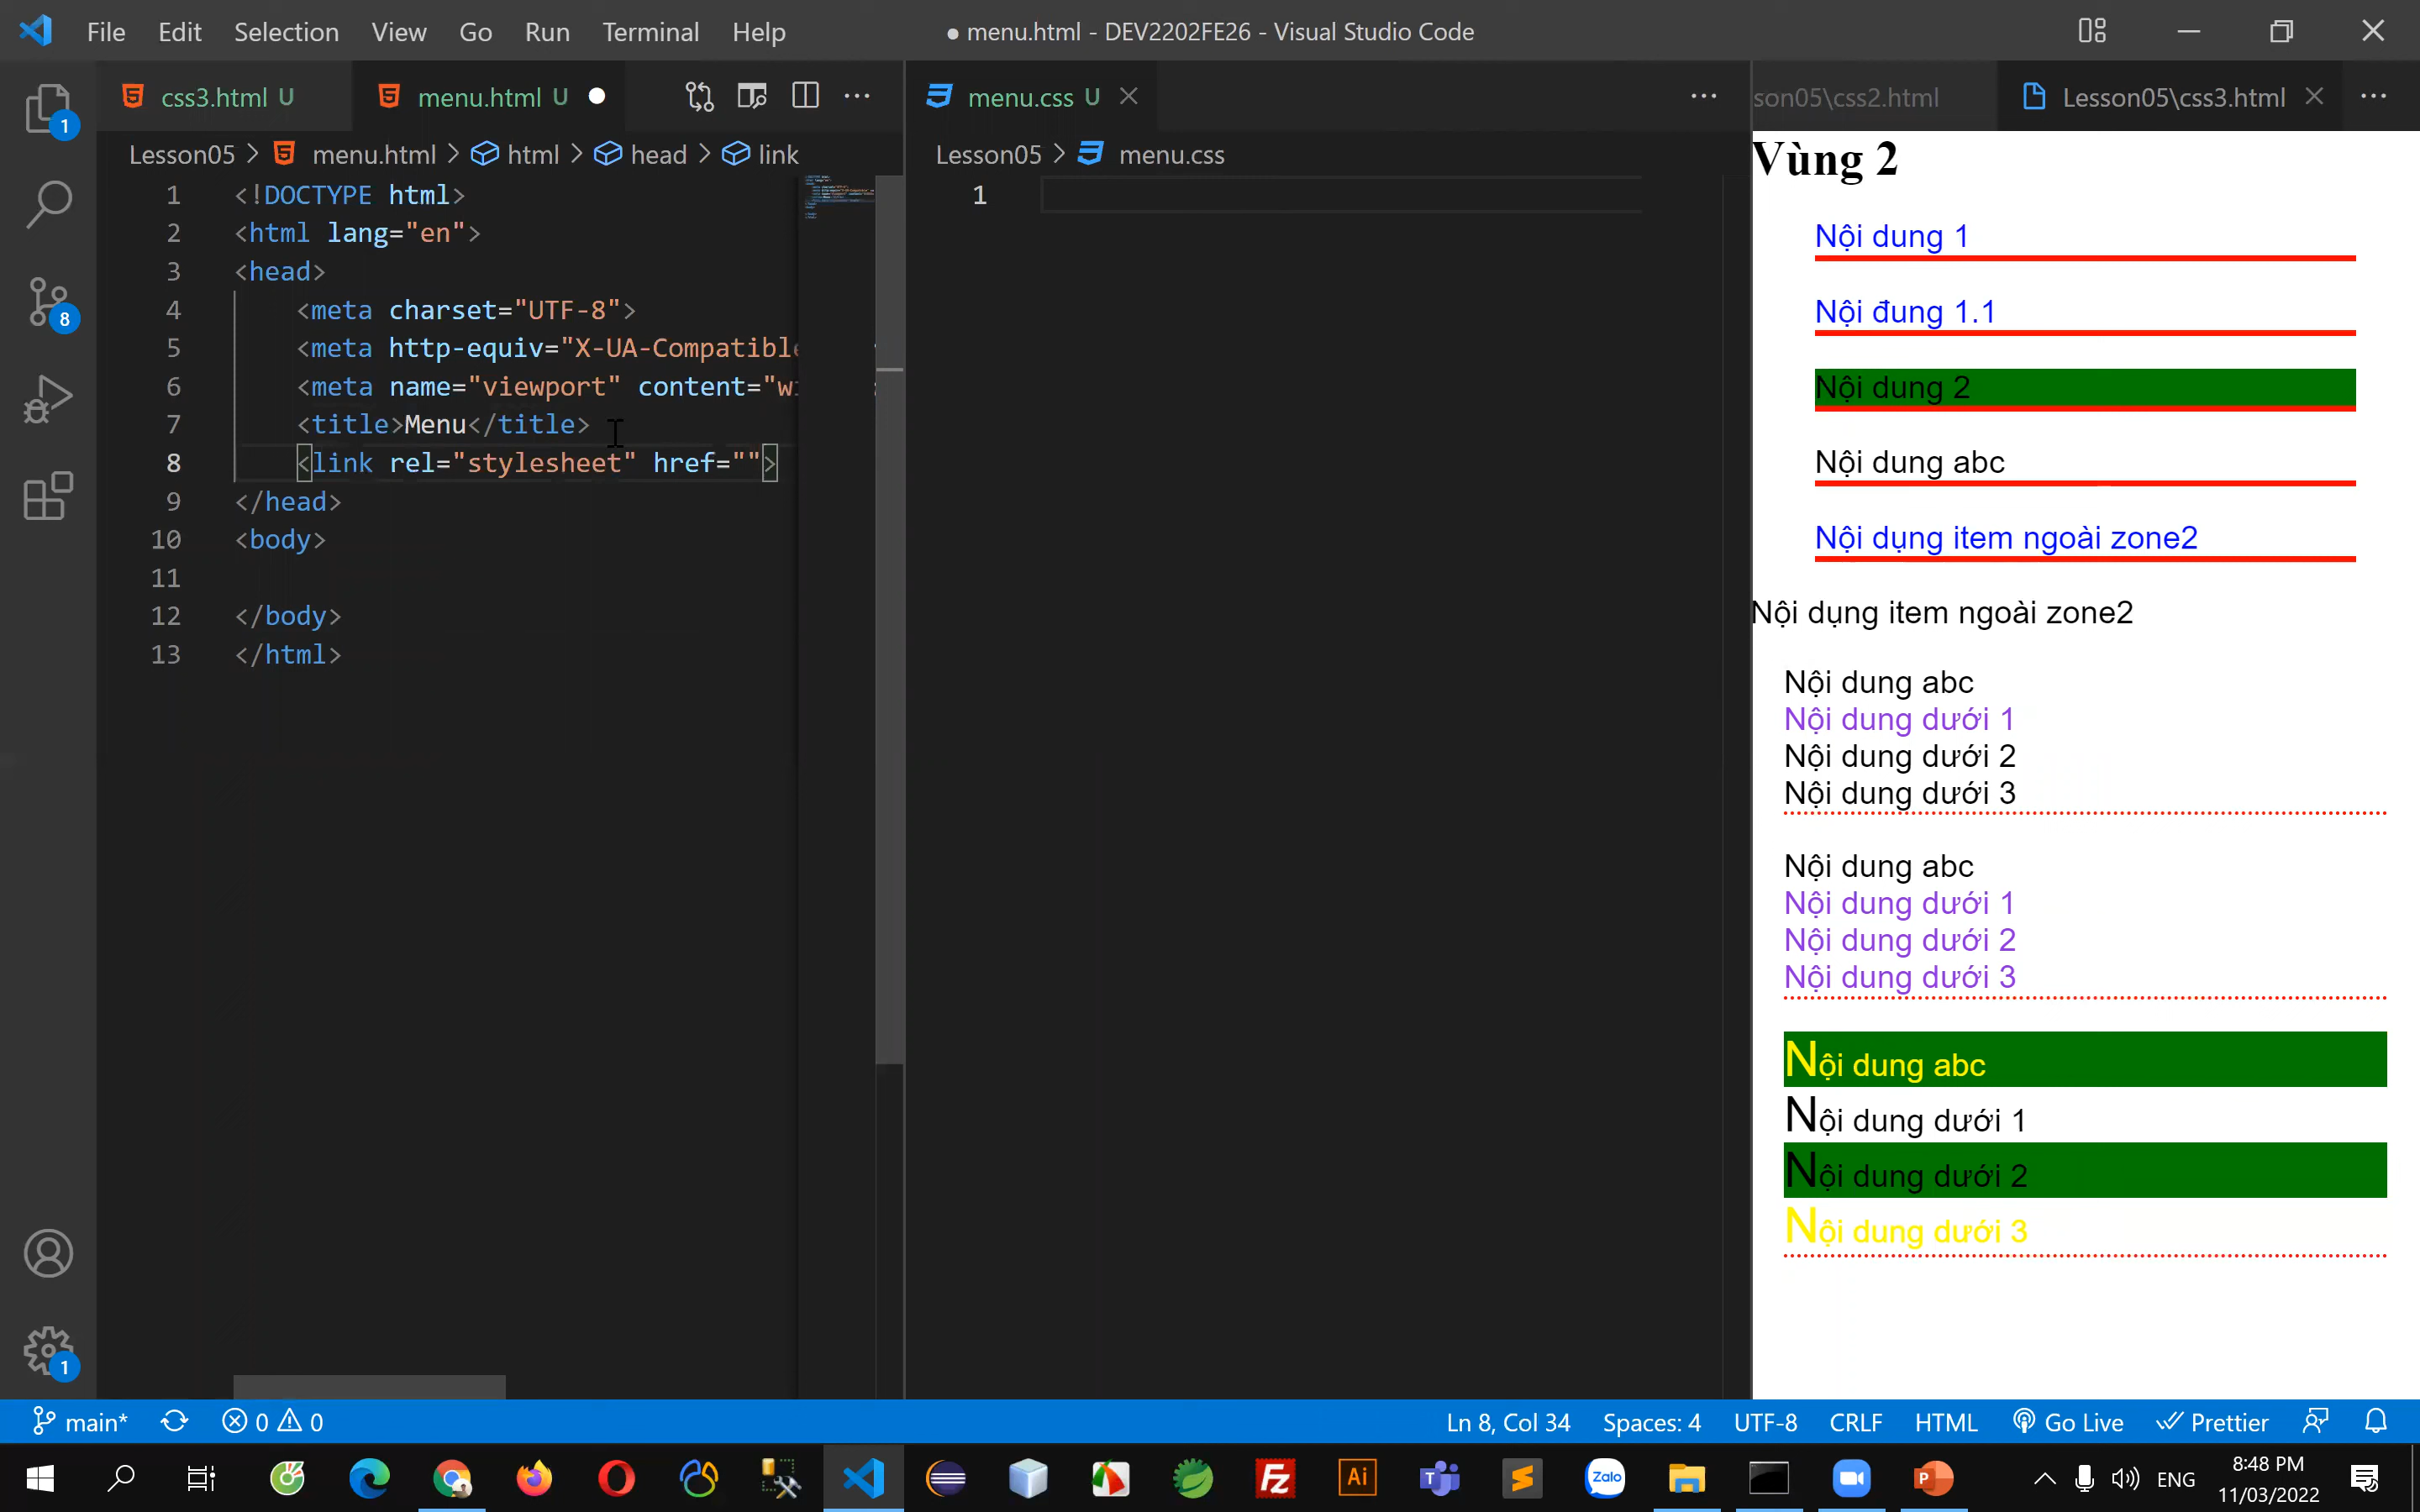 File Edit Selection View Go Run Terminal Help
● menu.html - DEV2202FE26 - Visual Studio Code
css3.html U
menu.html U
menu.css U
son05\css2.html
Lesson05\css3.html
Lesson05 > menu.html > html > head > link
1 <!DOCTYPE html>
2 <html lang="en">
3 <head>
4 <meta charset="UTF-8">
5 <meta http-equiv="X-UA-Compatible
6 <meta name="viewport" content="wi
7 <title>Menu</title>
8 <link rel="stylesheet" href="">
9 </head>
10 <body>
11
12 </body>
13 </html>
Lesson05 > menu.css
1
Vùng 2
Nội dung 1
Nội đung 1.1
Nội dung 2
Nội dung abc
Nội dụng item ngoài zone2
Nội dụng item ngoài zone2
Nội dung abc
Nội dung dưới 1
Nội dung dưới 2
Nội dung dưới 3
Nội dung abc
Nội dung dưới 1
Nội dung dưới 2
Nội dung dưới 3
Nội dung abc
Nội dung dưới 1
Nội dung dưới 2
Nội dung dưới 3
1
8
1
main* 0 0
Ln 8, Col 34 Spaces: 4 UTF-8 CRLF HTML Go Live Prettier
Fz Ai T S Zalo P
ENG
8:48 PM
11/03/2022